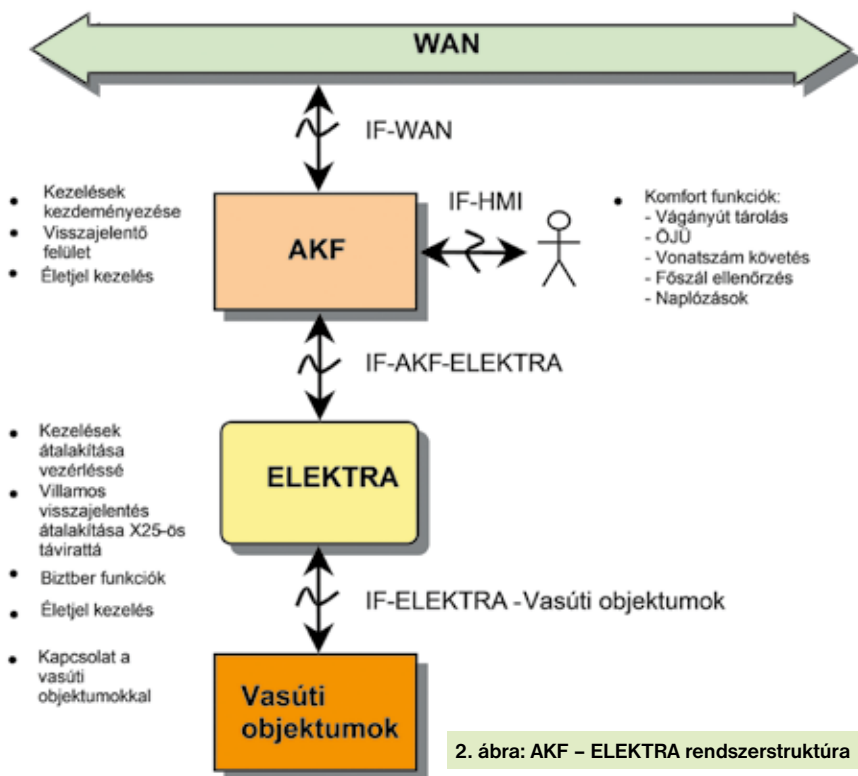 WAN
IF-WAN
• Kezelések
kezdeményezése
• Visszajelentő
felület
• Életjel kezelés
AKF
IF-HMI
• Komfort funkciók:
- Vágányút tárolás
- ÖJÜ
- Vonatszám követés
- Főszál ellenőrzés
- Naplózások
IF-AKF-ELEKTRA
• Kezelések
átalakítása
vezérléssé
• Villamos
visszajelentés
átalakítása X25-ös
távirattá
• Biztber funkciók
• Életjel kezelés
ELEKTRA
IF-ELEKTRA -Vasúti objektumok
• Kapcsolat a
vasúti
objektumokkal
Vasúti
objektumok
2. ábra: AKF – ELEKTRA rendszerstruktúra